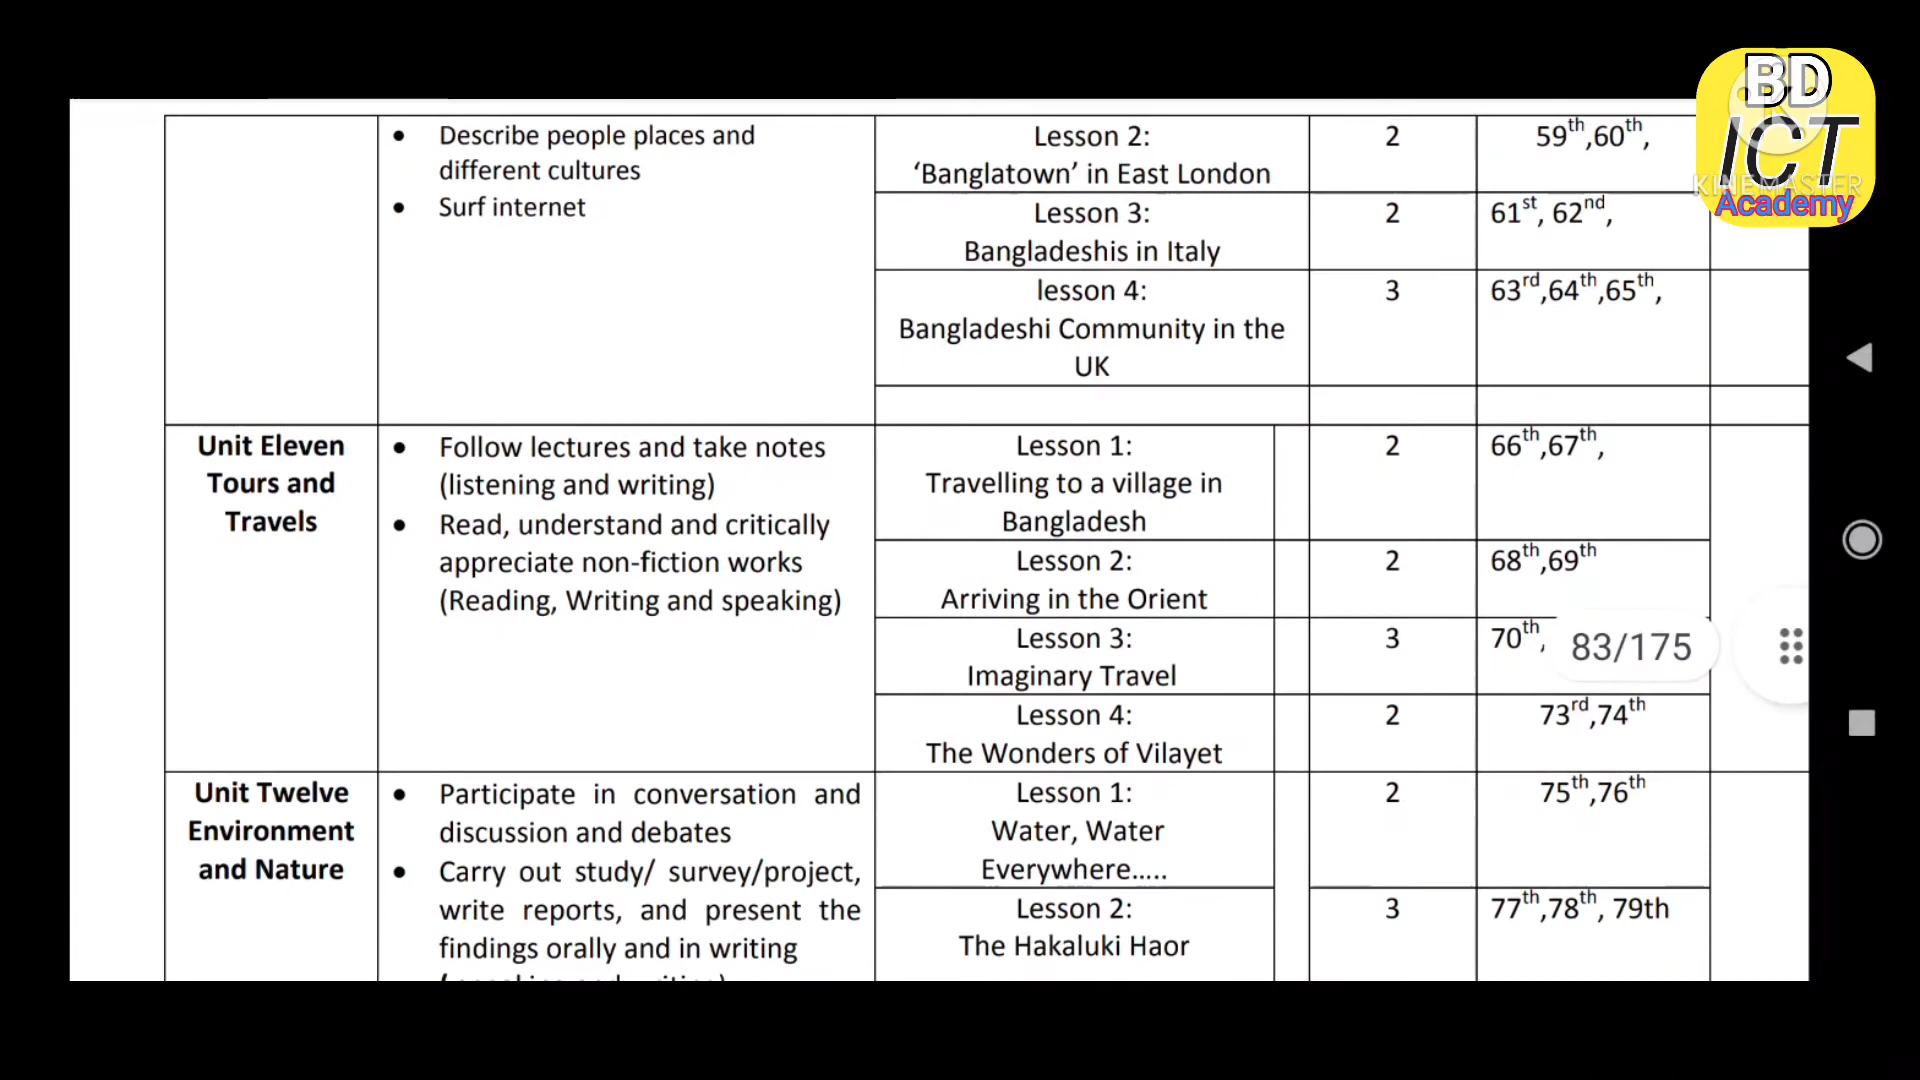 Describe people places and
different cultures
Surf internet
Lesson 2:
‘Banglatown’ in East London
2
59th,60th,
Lesson 3:
Bangladeshis in Italy
2
61st, 62nd,
lesson 4:
Bangladeshi Community in the
UK
3
63rd,64th,65th,
Unit Eleven
Tours and
Travels
Follow lectures and take notes
(listening and writing)
Read, understand and critically
appreciate non-fiction works
(Reading, Writing and speaking)
Lesson 1:
Travelling to a village in
Bangladesh
2
66th,67th,
Lesson 2:
Arriving in the Orient
2
68th,69th
Lesson 3:
Imaginary Travel
3
70th,
83/175
Lesson 4:
The Wonders of Vilayet
2
73rd,74th
Unit Twelve
Environment
and Nature
Participate in conversation and
discussion and debates
Carry out study/ survey/project,
write reports, and present the
findings orally and in writing
Lesson 1:
Water, Water
Everywhere.....
2
75th,76th
Lesson 2:
The Hakaluki Haor
3
77th,78th, 79th
BD
ICT
KINEMASTER
Academy